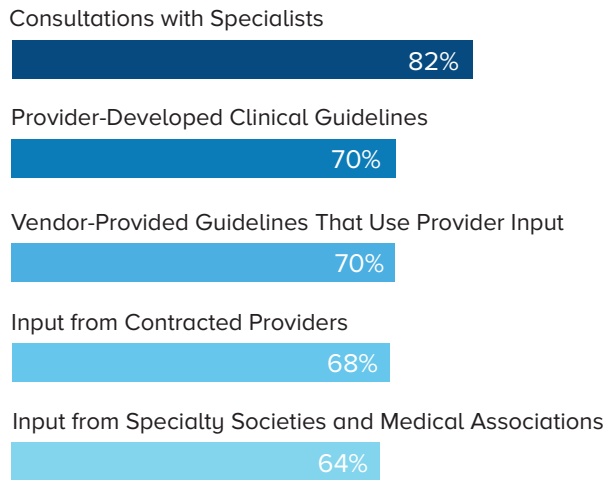 Consultations with Specialists
82%
Provider-Developed Clinical Guidelines
70%
Vendor-Provided Guidelines That Use Provider Input
70%
Input from Contracted Providers
68%
Input from Specialty Societies and Medical Associations
64%